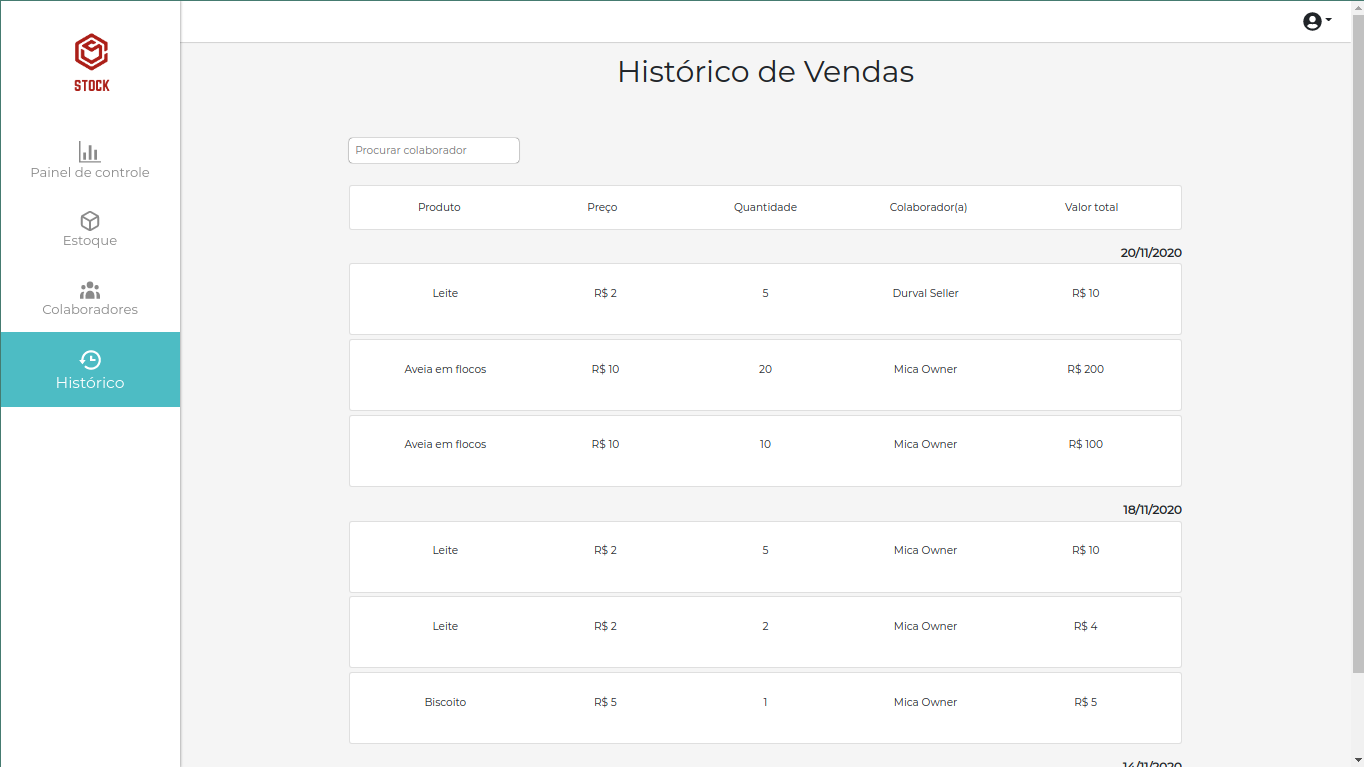 STOCK
Painel de controle
Estoque
Colaboradores
Histórico
Histórico de Vendas
Procurar colaborador
Produto Preço Quantidade Colaborador(a) Valor total
20/11/2020
Leite R$ 2 5 Durval Seller R$ 10
Aveia em flocos R$ 10 20 Mica Owner R$ 200
Aveia em flocos R$ 10 10 Mica Owner R$ 100
18/11/2020
Leite R$ 2 5 Mica Owner R$ 10
Leite R$ 2 2 Mica Owner R$ 4
Biscoito R$ 5 1 Mica Owner R$ 5
14/11/2020